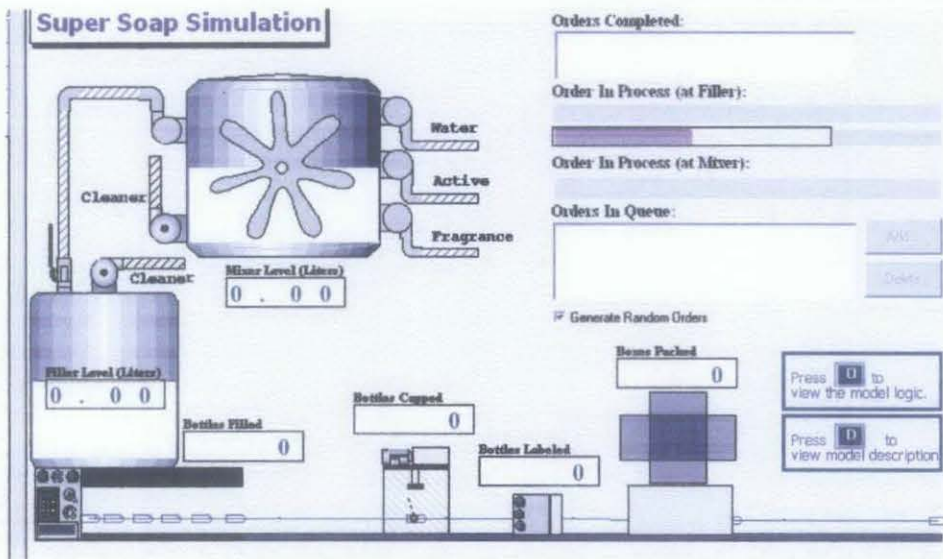 Super Soap Simulation
Orders Completed:
Order In Process (at Filler):
Water
Order In Process (at Mixer):
Active
Cleaner
Orders In Queue:
Fragrance
Add
Mixer Level (Liters)
Cleaner
Delete
0 . 0 0
Generate Random Orders
Boxes Packed
0
Filler Level (Liters)
0 . 0 0
Press D to
view the model logic.
Bottles Capped
0
Bottles Filled
0
Press D to
view model description
Bottles Labeled
0